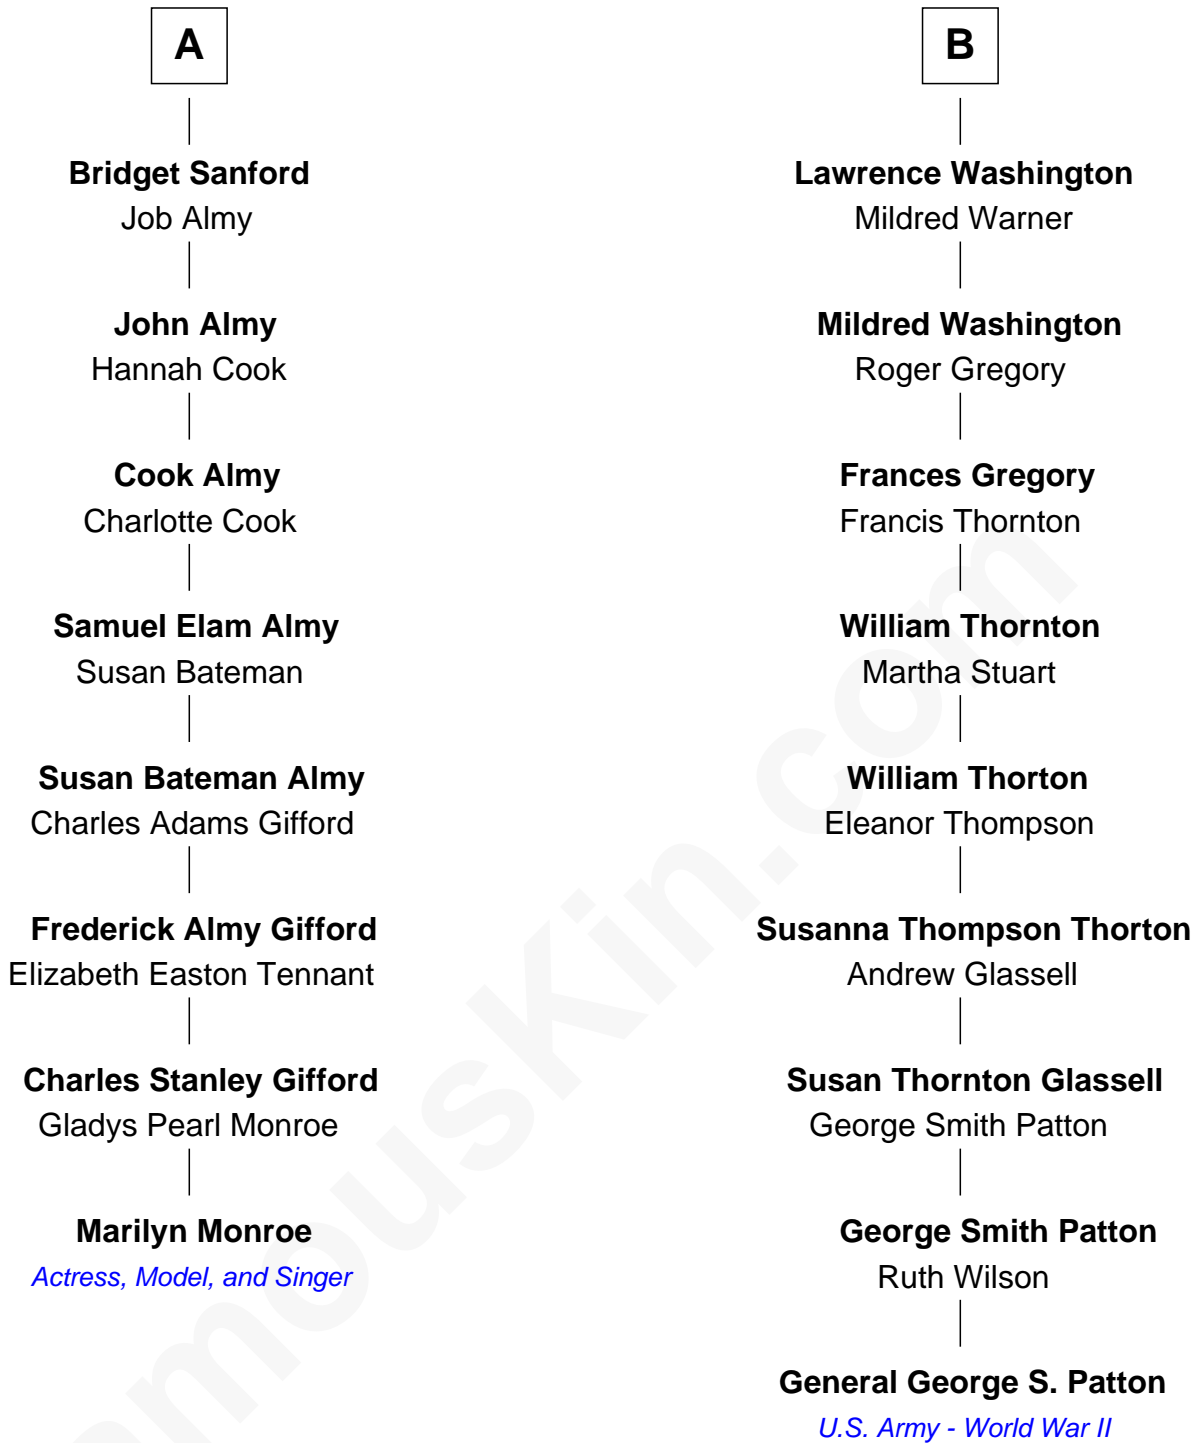 A
Bridget Sanford
Job Almy
John Almy
Hannah Cook
Cook Almy
Charlotte Cook
Samuel Elam Almy
Susan Bateman
Susan Bateman Almy
Charles Adams Gifford
Frederick Almy Gifford
Elizabeth Easton Tennant
Charles Stanley Gifford
Gladys Pearl Monroe
Marilyn Monroe
Actress, Model, and Singer
B
Lawrence Washington
Mildred Warner
Mildred Washington
Roger Gregory
Frances Gregory
Francis Thornton
William Thornton
Martha Stuart
William Thorton
Eleanor Thompson
Susanna Thompson Thorton
Andrew Glassell
Susan Thornton Glassell
George Smith Patton
George Smith Patton
Ruth Wilson
General George S. Patton
U.S. Army - World War II
amousKin.com